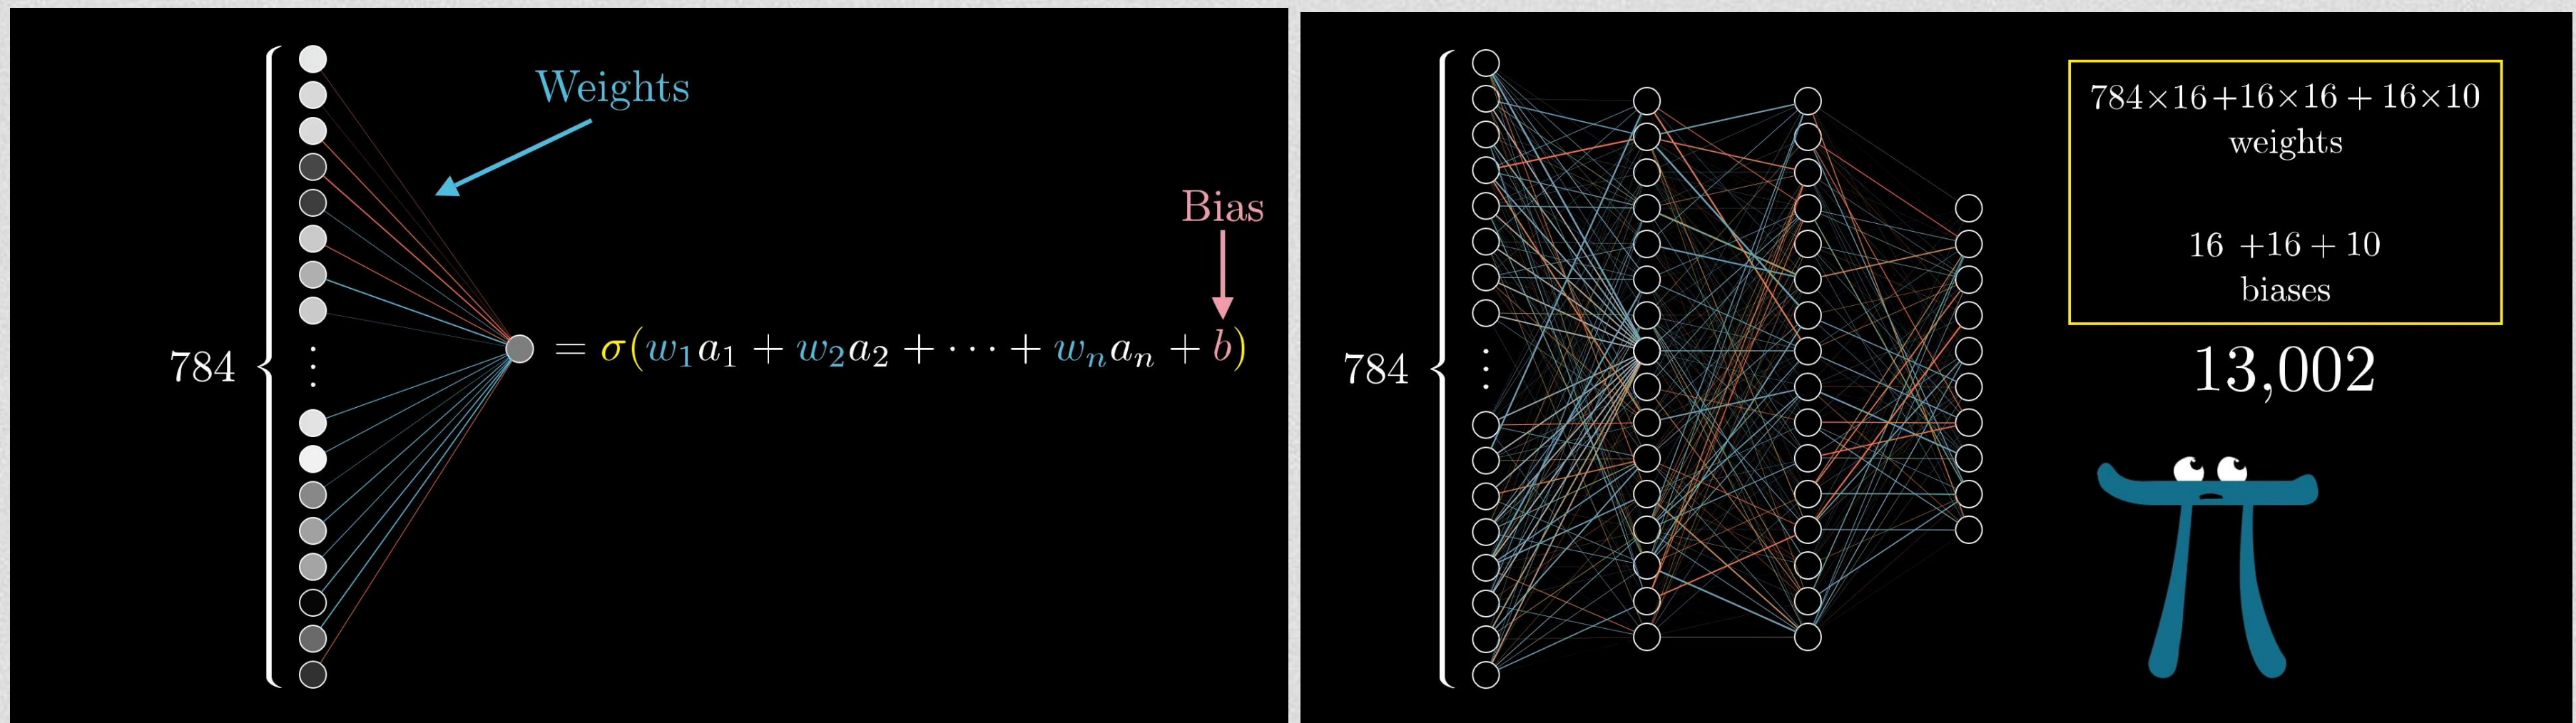 Weights
Bias
784
= σ(w₁a₁ + w₂a₂ + ⋯ + wₙaₙ + b)
784
784×16+16×16 + 16×10
weights
16 +16 + 10
biases
13,002